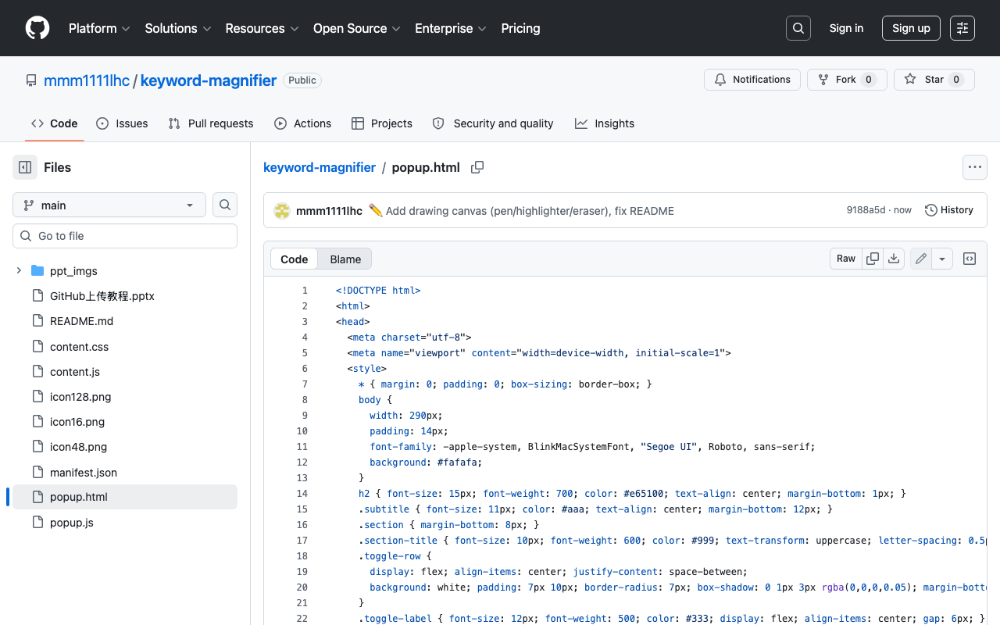 Platform Solutions Resources Open Source Enterprise Pricing Sign in Sign up
mmm1111lhc / keyword-magnifier Public Notifications Fork 0 Star 0
Code Issues Pull requests Actions Projects Security and quality Insights
Files
main
Go to file
ppt_imgs
GitHub上传教程.pptx
README.md
content.css
content.js
icon128.png
icon16.png
icon48.png
manifest.json
popup.html
popup.js
keyword-magnifier / popup.html
mmm1111lhc ✏️ Add drawing canvas (pen/highlighter/eraser), fix README 9188a5d · now History
Code Blame Raw
1 <!DOCTYPE html>
2 <html>
3 <head>
4 <meta charset="utf-8">
5 <meta name="viewport" content="width=device-width, initial-scale=1">
6 <style>
7 * { margin: 0; padding: 0; box-sizing: border-box; }
8 body {
9 width: 290px;
10 padding: 14px;
11 font-family: -apple-system, BlinkMacSystemFont, "Segoe UI", Roboto, sans-serif;
12 background: #fafafa;
13 }
14 h2 { font-size: 15px; font-weight: 700; color: #e65100; text-align: center; margin-bottom: 1px; }
15 .subtitle { font-size: 11px; color: #aaa; text-align: center; margin-bottom: 12px; }
16 .section { margin-bottom: 8px; }
17 .section-title { font-size: 10px; font-weight: 600; color: #999; text-transform: uppercase; letter-spacing: 0.5
18 .toggle-row {
19 display: flex; align-items: center; justify-content: space-between;
20 background: white; padding: 7px 10px; border-radius: 7px; box-shadow: 0 1px 3px rgba(0,0,0,0.05);
21 }
22 .toggle-label { font-size: 12px; font-weight: 500; color: #333; display: flex; align-items: center; gap: 6px; }